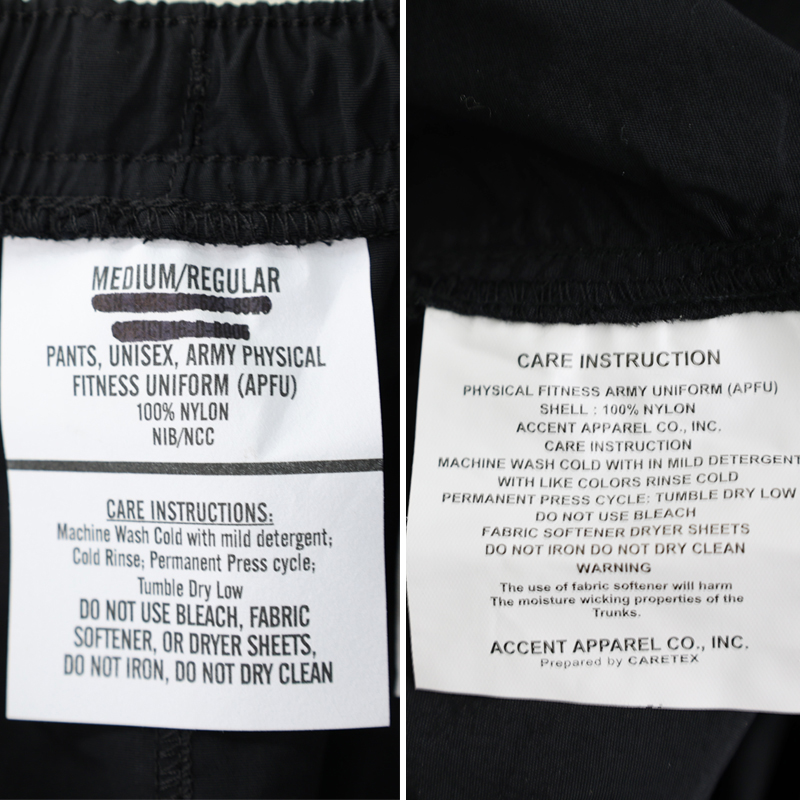 MEDIUM/REGULAR
PANTS, UNISEX, ARMY PHYSICAL
FITNESS UNIFORM (APFU)
100% NYLON
NIB/NCC
CARE INSTRUCTIONS:
Machine Wash Cold with mild detergent;
Cold Rinse; Permanent Press cycle;
Tumble Dry Low
DO NOT USE BLEACH, FABRIC
SOFTENER, OR DRYER SHEETS,
DO NOT IRON, DO NOT DRY CLEAN
CARE INSTRUCTION
PHYSICAL FITNESS ARMY UNIFORM (APFU)
SHELL : 100% NYLON
ACCENT APPAREL CO., INC.
CARE INSTRUCTION
MACHINE WASH COLD WITH IN MILD DETERGENT
WITH LIKE COLORS RINSE COLD
PERMANENT PRESS CYCLE: TUMBLE DRY LOW
DO NOT USE BLEACH
FABRIC SOFTENER DRYER SHEETS
DO NOT IRON DO NOT DRY CLEAN
WARNING
The use of fabric softener will harm
The moisture wicking properties of the
Trunks.
ACCENT APPAREL CO., INC.
Prepared by CARETEX